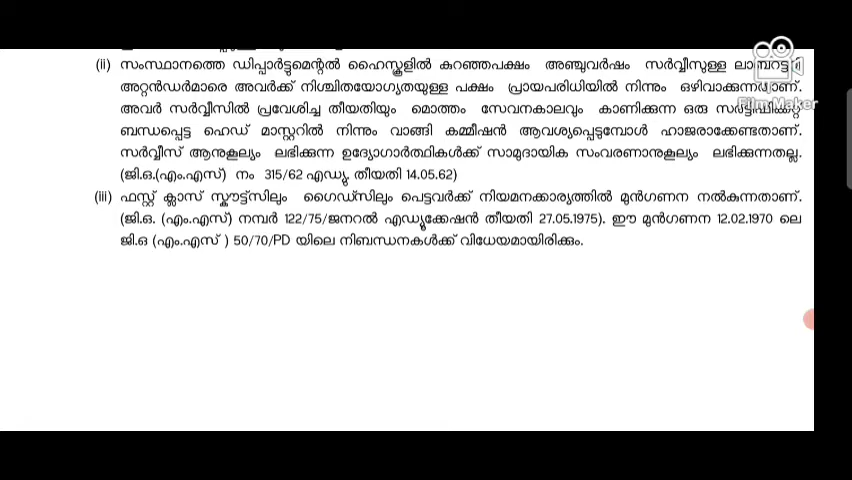 (ii) സംസ്ഥാനത്തെ ഡിപ്പാർട്ടുമെന്റൽ ഹൈസ്കൂളിൽ കുറഞ്ഞപക്ഷം അഞ്ചുവർഷം സർവ്വീസുള്ള ലാബറട്ടറി
അറ്റൻഡർമാരെ അവർക്ക് നിശ്ചിതയോഗ്യതയുള്ള പക്ഷം പ്രായപരിധിയിൽ നിന്നും ഒഴിവാക്കുന്നതാണ്.
Film Maker
അവർ സർവ്വീസിൽ പ്രവേശിച്ച തീയതിയും മൊത്തം സേവനകാലവും കാണിക്കുന്ന ഒരു സർട്ടിഫിക്കറ്റ്
ബന്ധപ്പെട്ട ഹെഡ് മാസ്റ്ററിൽ നിന്നും വാങ്ങി കമ്മീഷൻ ആവശ്യപ്പെടുമ്പോൾ ഹാജരാക്കേണ്ടതാണ്.
സർവ്വീസ് ആനുകൂല്യം ലഭിക്കുന്ന ഉദ്യോഗാർത്ഥികൾക്ക് സാമുദായിക സംവരണാനുകൂല്യം ലഭിക്കുന്നതല്ല.
(ജി.ഒ.(എം.എസ്) നം 315/62 എഡ്യു. തീയതി 14.05.62)
(iii) ഫസ്റ്റ് ക്ലാസ് സ്കൗട്ട്സിലും ഗൈഡ്സിലും പെട്ടവർക്ക് നിയമനക്കാര്യത്തിൽ മുൻഗണന നൽകുന്നതാണ്.
(ജി.ഒ. (എം.എസ്) നമ്പർ 122/75/ജനറൽ എഡ്യൂക്കേഷൻ തീയതി 27.05.1975). ഈ മുൻഗണന 12.02.1970 ലെ
ജി.ഒ (എം.എസ് ) 50/70/PD യിലെ നിബന്ധനകൾക്ക് വിധേയമായിരിക്കും.